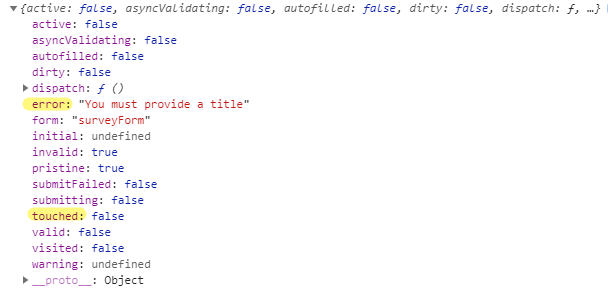 ▼{active: false, asyncValidating: false, autofilled: false, dirty: false, dispatch: ƒ, …}
active: false
asyncValidating: false
autofilled: false
dirty: false
▶dispatch: ƒ ()
error: "You must provide a title"
form: "surveyForm"
initial: undefined
invalid: true
pristine: true
submitFailed: false
submitting: false
touched: false
valid: false
visited: false
warning: undefined
▶__proto__: Object